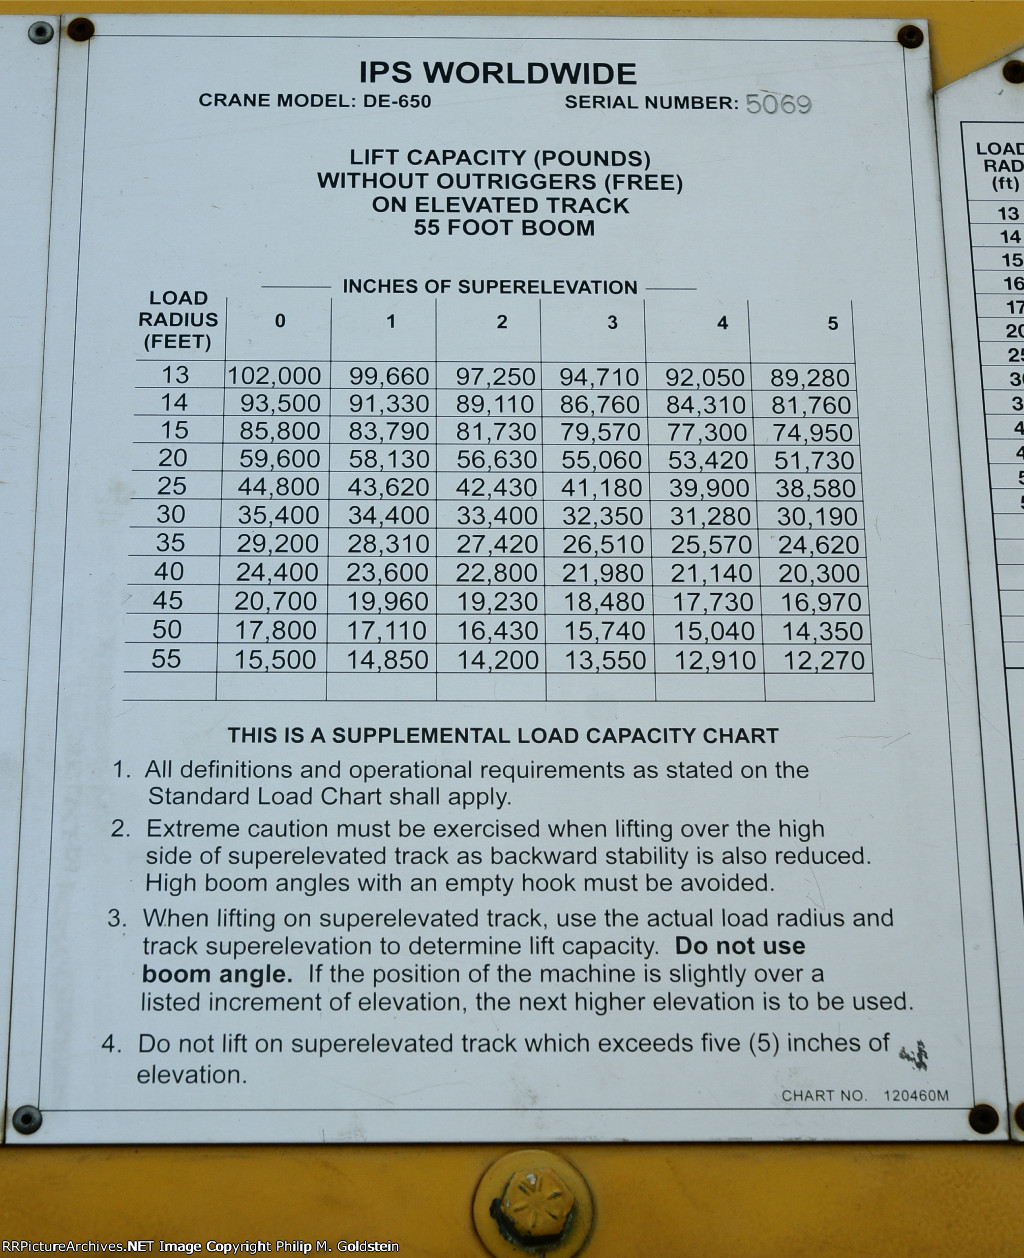 IPS WORLDWIDE
CRANE MODEL: DE-650 SERIAL NUMBER: 5069
LIFT CAPACITY (POUNDS)
WITHOUT OUTRIGGERS (FREE)
ON ELEVATED TRACK
55 FOOT BOOM
INCHES OF SUPERELEVATION
LOAD
RADIUS
(FEET)
0 1 2 3 4 5
13 102,000 99,660 97,250 94,710 92,050 89,280
14 93,500 91,330 89,110 86,760 84,310 81,760
15 85,800 83,790 81,730 79,570 77,300 74,950
20 59,600 58,130 56,630 55,060 53,420 51,730
25 44,800 43,620 42,430 41,180 39,900 38,580
30 35,400 34,400 33,400 32,350 31,280 30,190
35 29,200 28,310 27,420 26,510 25,570 24,620
40 24,400 23,600 22,800 21,980 21,140 20,300
45 20,700 19,960 19,230 18,480 17,730 16,970
50 17,800 17,110 16,430 15,740 15,040 14,350
55 15,500 14,850 14,200 13,550 12,910 12,270
THIS IS A SUPPLEMENTAL LOAD CAPACITY CHART
1. All definitions and operational requirements as stated on the
Standard Load Chart shall apply.
2. Extreme caution must be exercised when lifting over the high
side of superelevated track as backward stability is also reduced.
High boom angles with an empty hook must be avoided.
3. When lifting on superelevated track, use the actual load radius and
track superelevation to determine lift capacity. Do not use
boom angle. If the position of the machine is slightly over a
listed increment of elevation, the next higher elevation is to be used.
4. Do not lift on superelevated track which exceeds five (5) inches of
elevation.
CHART NO. 120460M
LOAD
RAD
(ft)
13
14
15
16
17
20
25
RRPictureArchives.NET Image Copyright Philip M. Goldstein